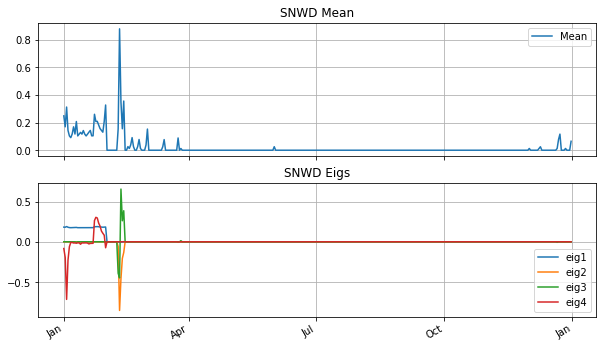 SNWD Mean
0.8
0.6
0.4
0.2
0.0
Mean
SNWD Eigs
0.5
0.0
−0.5
eig1
eig2
eig3
eig4
Jan
Apr
Jul
Oct
Jan